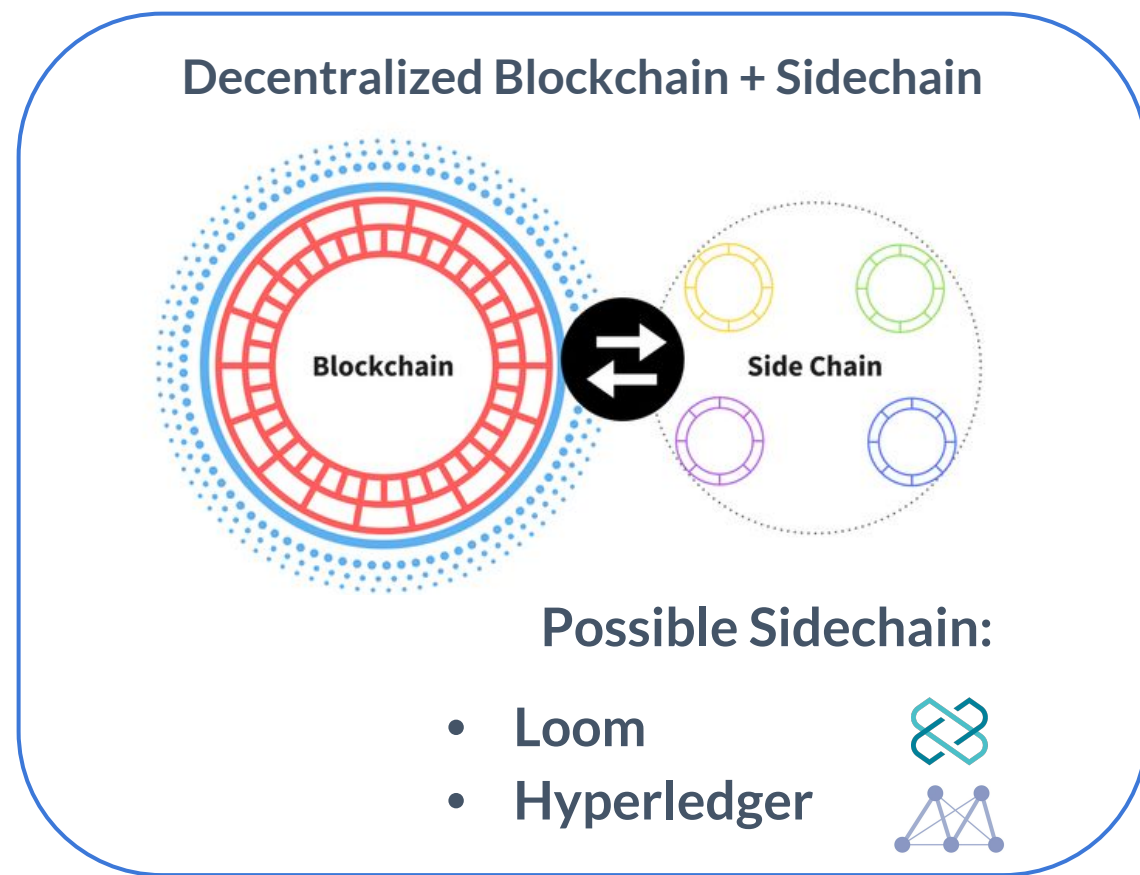 Decentralized Blockchain + Sidechain
Blockchain
Side Chain
Possible Sidechain:
• Loom
• Hyperledger